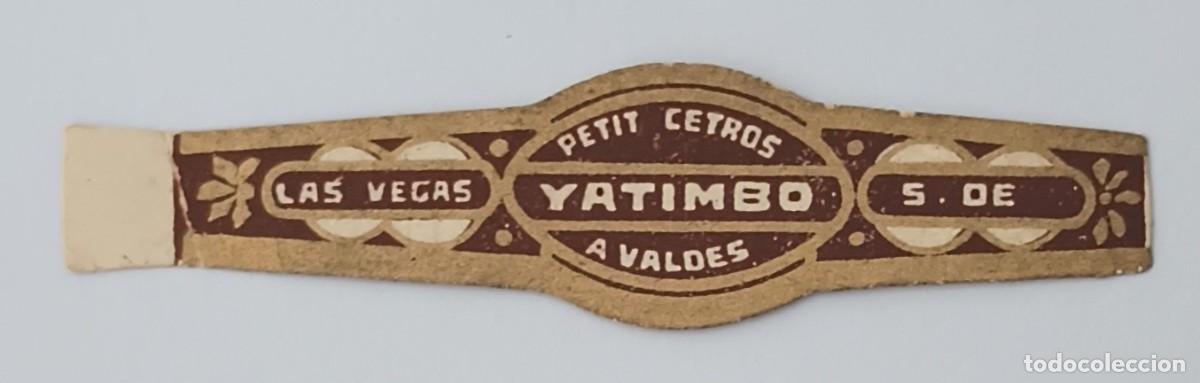 PETIT CETROS
LAS VEGAS YATIMBO S. DE
A VALDES
todocoleccion